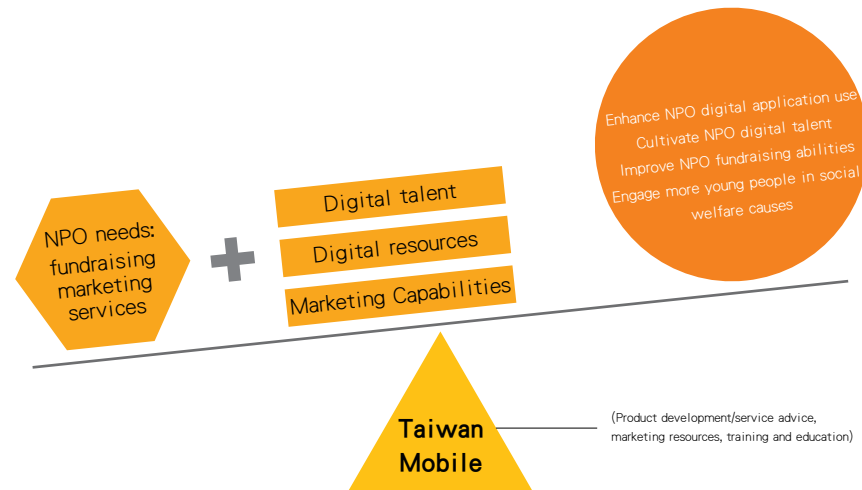 NPO needs:
fundraising
marketing
services
Digital talent
Digital resources
Marketing Capabilities
Enhance NPO digital application use
Cultivate NPO digital talent
Improve NPO fundraising abilities
Engage more young people in social
welfare causes
Taiwan
Mobile
(Product development/service advice,
marketing resources, training and education)